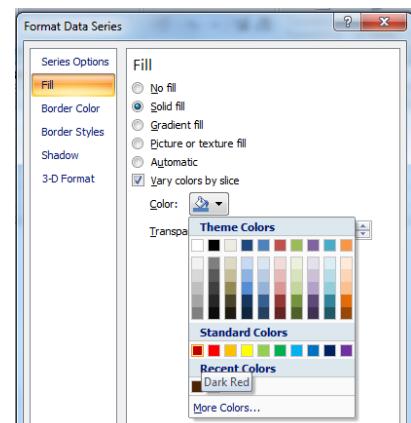 Format Data Series
?
x
Series Options
Fill
Fill
No fill
Solid fill
Border Color
Gradient fill
Border Styles
Picture or texture fill
Shadow
Automatic
3-D Format
Vary colors by slice
Color:
Transpa
Theme Colors
Standard Colors
Recent Colors
Dark Red
More Colors...